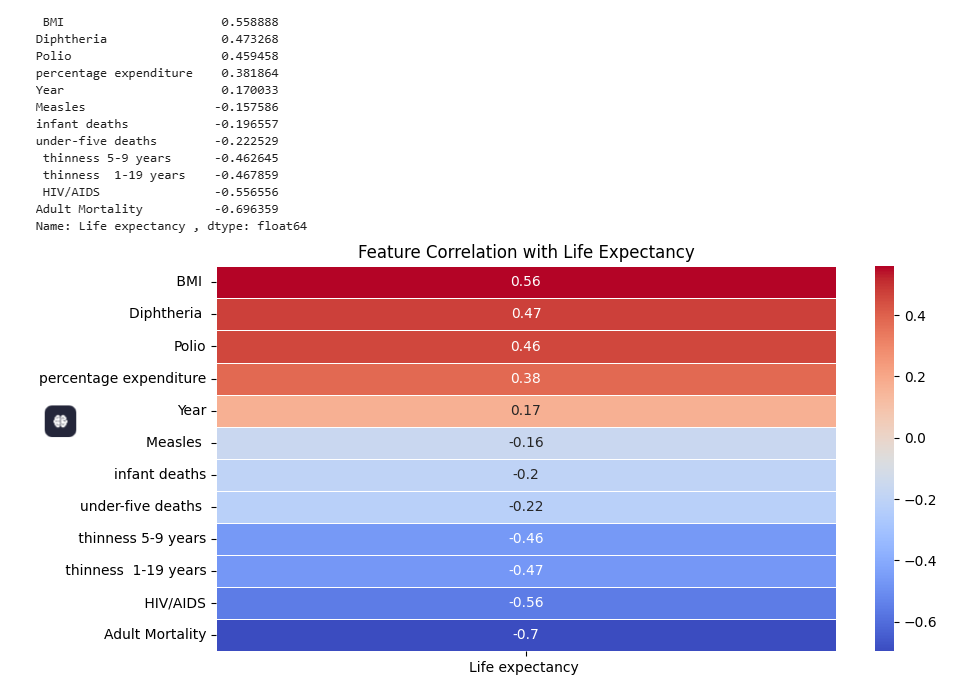 BMI 0.558888
Diphtheria 0.473268
Polio 0.459458
percentage expenditure 0.381864
Year 0.170033
Measles -0.157586
infant deaths -0.196557
under-five deaths -0.222529
thinness 5-9 years -0.462645
thinness  1-19 years -0.467859
HIV/AIDS -0.556556
Adult Mortality -0.696359
Name: Life expectancy , dtype: float64
Feature Correlation with Life Expectancy
BMI 0.56
Diphtheria 0.47
Polio 0.46
percentage expenditure 0.38
Year 0.17
Measles -0.16
infant deaths -0.2
under-five deaths -0.22
thinness 5-9 years -0.46
thinness  1-19 years -0.47
HIV/AIDS -0.56
Adult Mortality -0.7
Life expectancy
0.4
0.2
0.0
−0.2
−0.4
−0.6